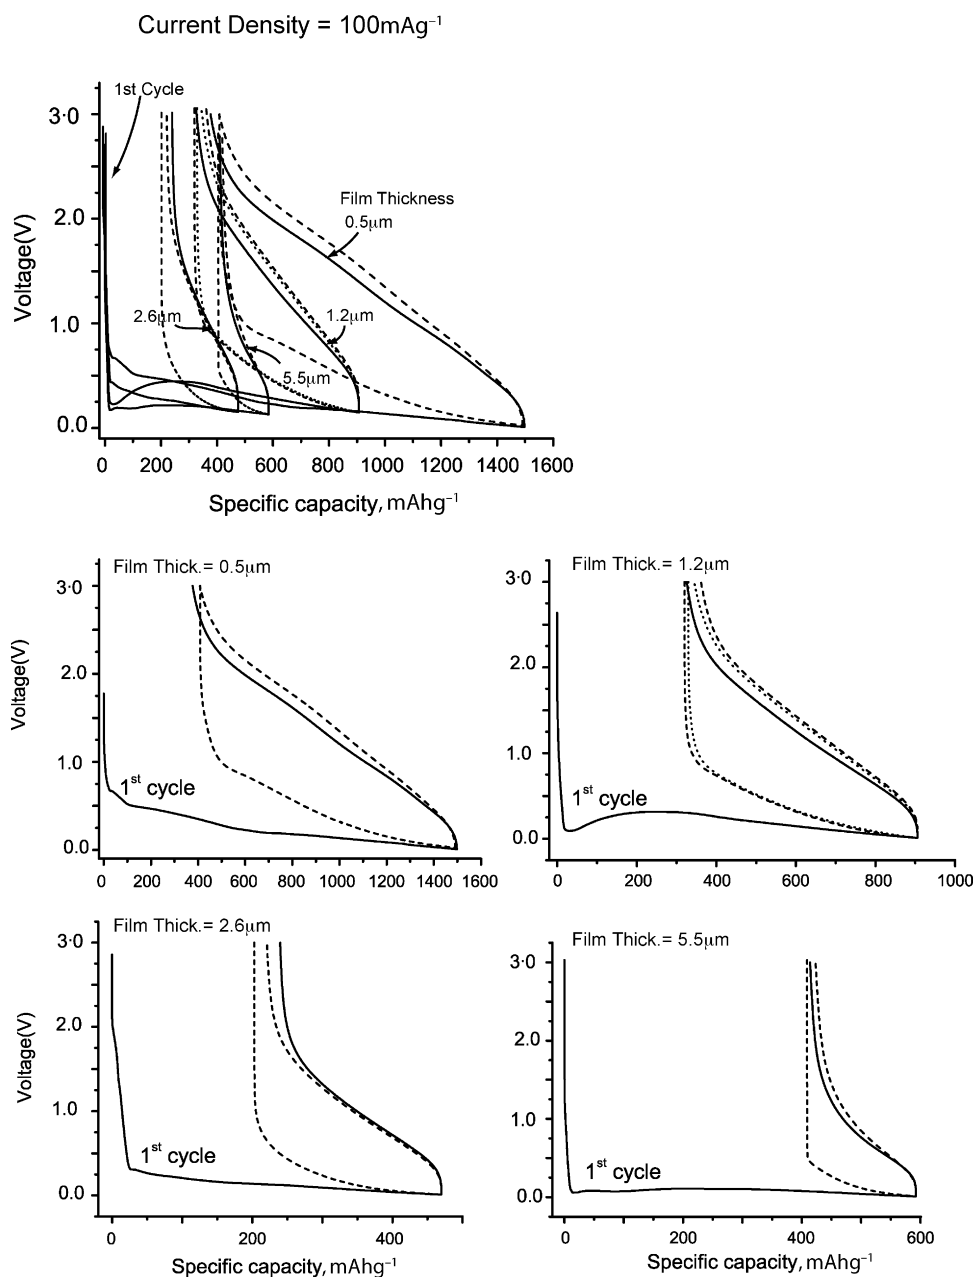 Current Density = 100mAg⁻¹
1st Cycle
3·0
2.0
1.0
0.0
Voltage(V)
Film Thickness
0.5μm
2.6μm
1.2μm
5.5μm
0 200 400 600 800 1000 1200 1400 1600
Specific capacity, mAhg⁻¹
Film Thick.= 0.5μm
3·0
2.0
1.0
0.0
Voltage(V)
1st cycle
0 200 400 600 800 1000 1200 1400 1600
Film Thick.= 1.2μm
3·0
2.0
1.0
0.0
1st cycle
0 200 400 600 800 1000
Film Thick.= 2.6μm
3·0
2.0
1.0
0.0
Voltage(V)
1st cycle
0 200 400
Specific capacity, mAhg⁻¹
Film Thick.= 5.5μm
3·0
2.0
1.0
0.0
1st cycle
0 200 400 600
Specific capacity, mAhg⁻¹